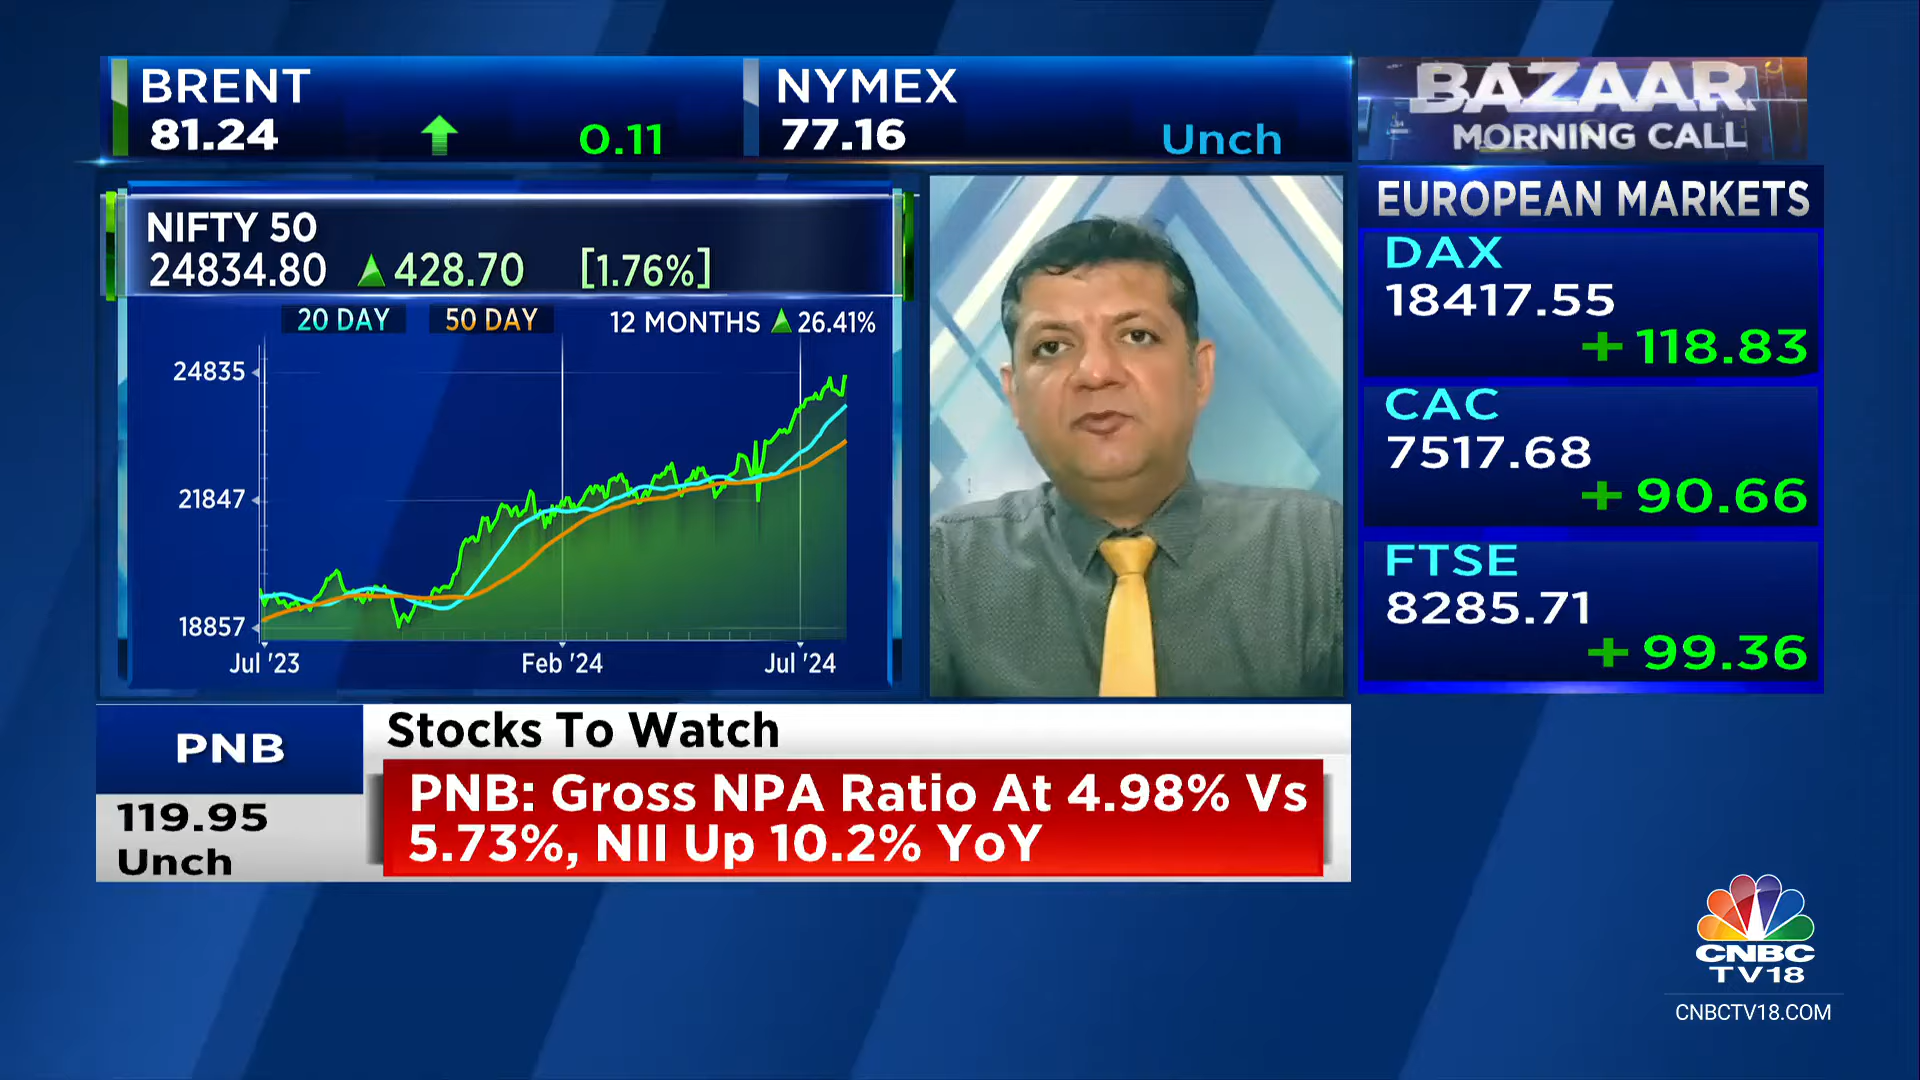 BRENT
81.24 0.11
NYMEX
77.16 Unch
BAZAAR
MORNING CALL
NIFTY 50
24834.80 ▲428.70 [1.76%]
20 DAY 50 DAY 12 MONTHS ▲26.41%
24835
21847
18857
Jul '23 Feb '24 Jul '24
EUROPEAN MARKETS
DAX
18417.55
+118.83
CAC
7517.68
+90.66
FTSE
8285.71
+99.36
PNB
119.95
Unch
Stocks To Watch
PNB: Gross NPA Ratio At 4.98% Vs
5.73%, NII Up 10.2% YoY
CNBC
TV18
CNBCTV18.COM